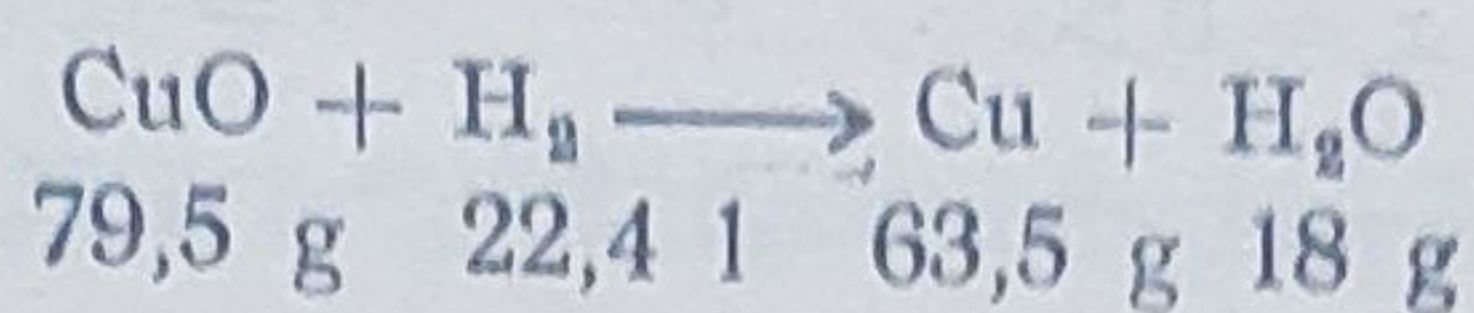 CuO + H₂ ⟶ Cu + H₂O
79,5 g 22,4 l 63,5 g 18 g